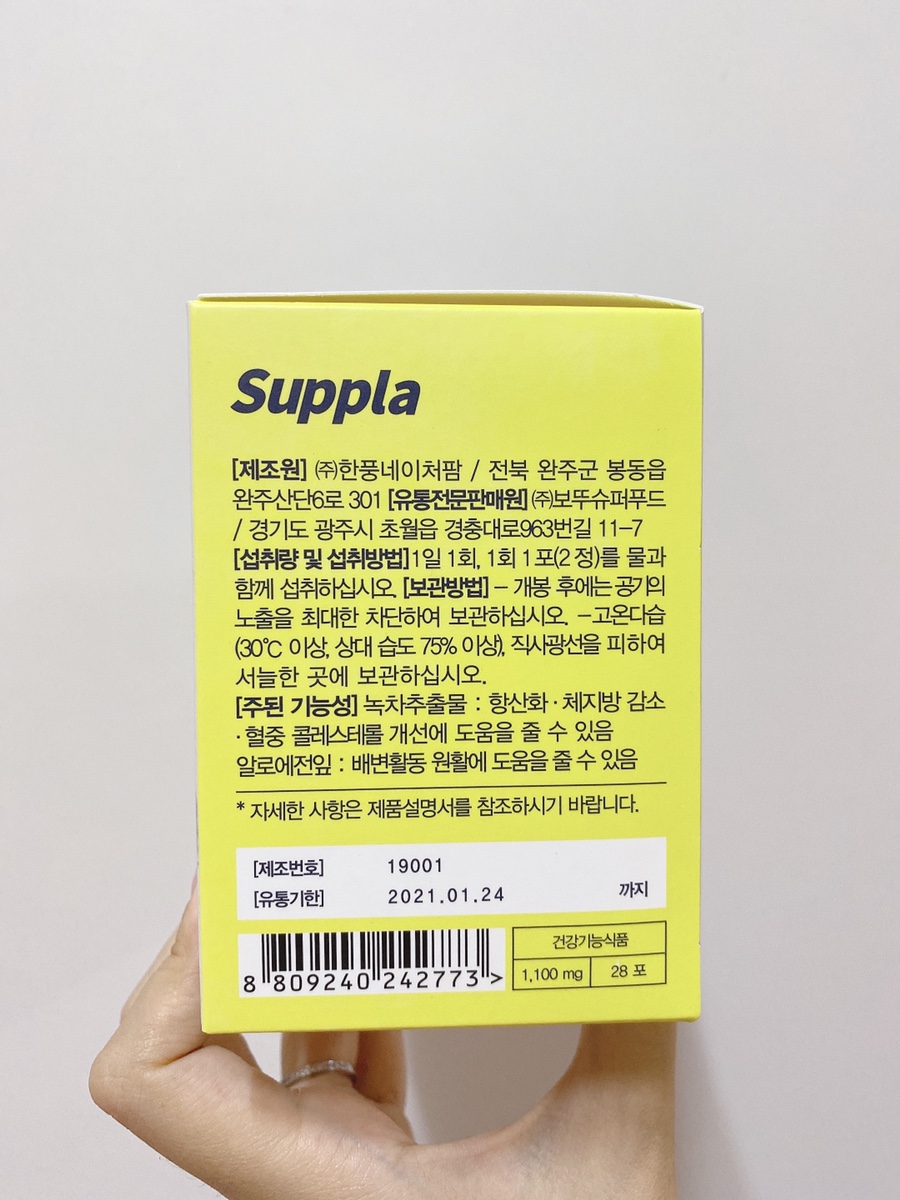 Suppla
[제조원] ㈜한풍네이처팜 / 전북 완주군 봉동읍
완주산단6로 301 [유통전문판매원] ㈜보뚜슈퍼푸드
/ 경기도 광주시 초월읍 경충대로963번길 11-7
[섭취량 및 섭취방법] 1일 1회, 1회 1포(2정)를 물과
함께 섭취하십시오. [보관방법] - 개봉 후에는 공기의
노출을 최대한 차단하여 보관하십시오. -고온다습
(30℃ 이상, 상대 습도 75% 이상), 직사광선을 피하여
서늘한 곳에 보관하십시오.
[주된 기능성] 녹차추출물 : 항산화·체지방 감소
·혈중 콜레스테롤 개선에 도움을 줄 수 있음
알로에전잎 : 배변활동 원활에 도움을 줄 수 있음
* 자세한 사항은 제품설명서를 참조하시기 바랍니다.
[제조번호] 19001
[유통기한] 2021.01.24 까지
건강기능식품
1,100 mg 28 포
8 809240 242773 >